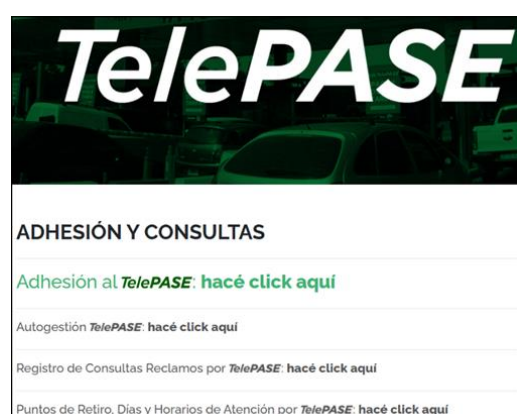 TelePASE
ADHESIÓN Y CONSULTAS
Adhesión al TelePASE: hacé click aquí
Autogestión TelePASE: hacé click aquí
Registro de Consultas Reclamos por TelePASE: hacé click aquí
Puntos de Retiro, Días y Horarios de Atención por TelePASE: hacé click aquí